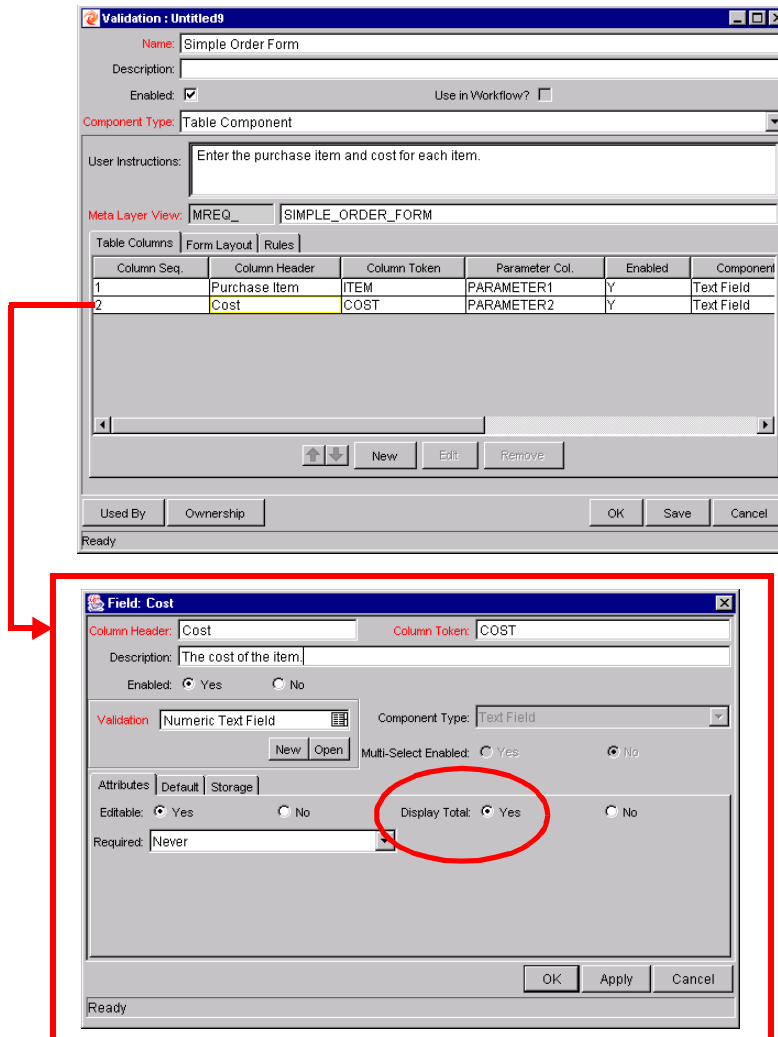 Validation : Untitled9
Name: Simple Order Form
Description:
Enabled: Use in Workflow?
Component Type: Table Component
User Instructions: Enter the purchase item and cost for each item.
Meta Layer View: MREQ_ SIMPLE_ORDER_FORM
Table Columns Form Layout Rules
Column Seq. Column Header Column Token Parameter Col. Enabled Component
1 Purchase Item ITEM PARAMETER1 Y Text Field
2 Cost COST PARAMETER2 Y Text Field
New Edit Remove
Used By Ownership OK Save Cancel
Ready
Field: Cost
Column Header: Cost Column Token: COST
Description: The cost of the item.
Enabled: Yes No
Validation Numeric Text Field Component Type: Text Field
New Open Multi-Select Enabled: Yes No
Attributes Default Storage
Editable: Yes No Display Total: Yes No
Required: Never
OK Apply Cancel
Ready